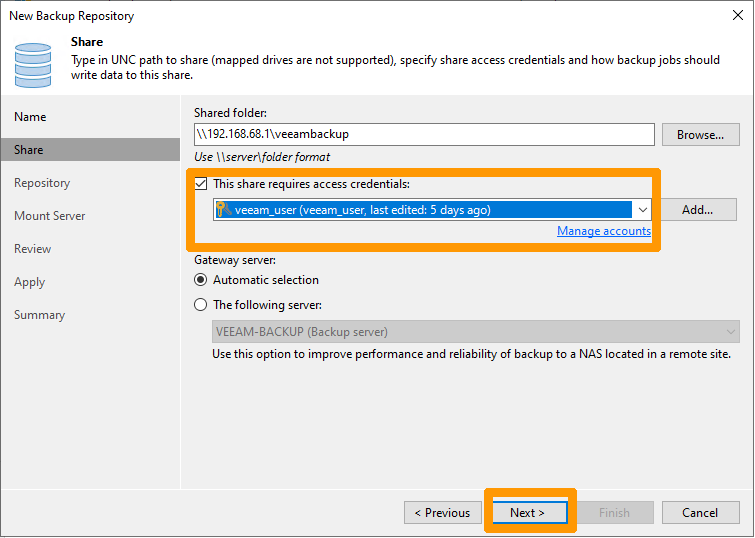 New Backup Repository
Share
Type in UNC path to share (mapped drives are not supported), specify share access credentials and how backup jobs should
write data to this share.
Name
Share
Repository
Mount Server
Review
Apply
Summary
Shared folder:
\\192.168.68.1\veeambackup
Browse...
Use \\server\folder format
This share requires access credentials:
veeam_user (veeam_user, last edited: 5 days ago)
Add...
Manage accounts
Gateway server:
Automatic selection
The following server:
VEEAM-BACKUP (Backup server)
Use this option to improve performance and reliability of backup to a NAS located in a remote site.
< Previous
Next >
Finish
Cancel